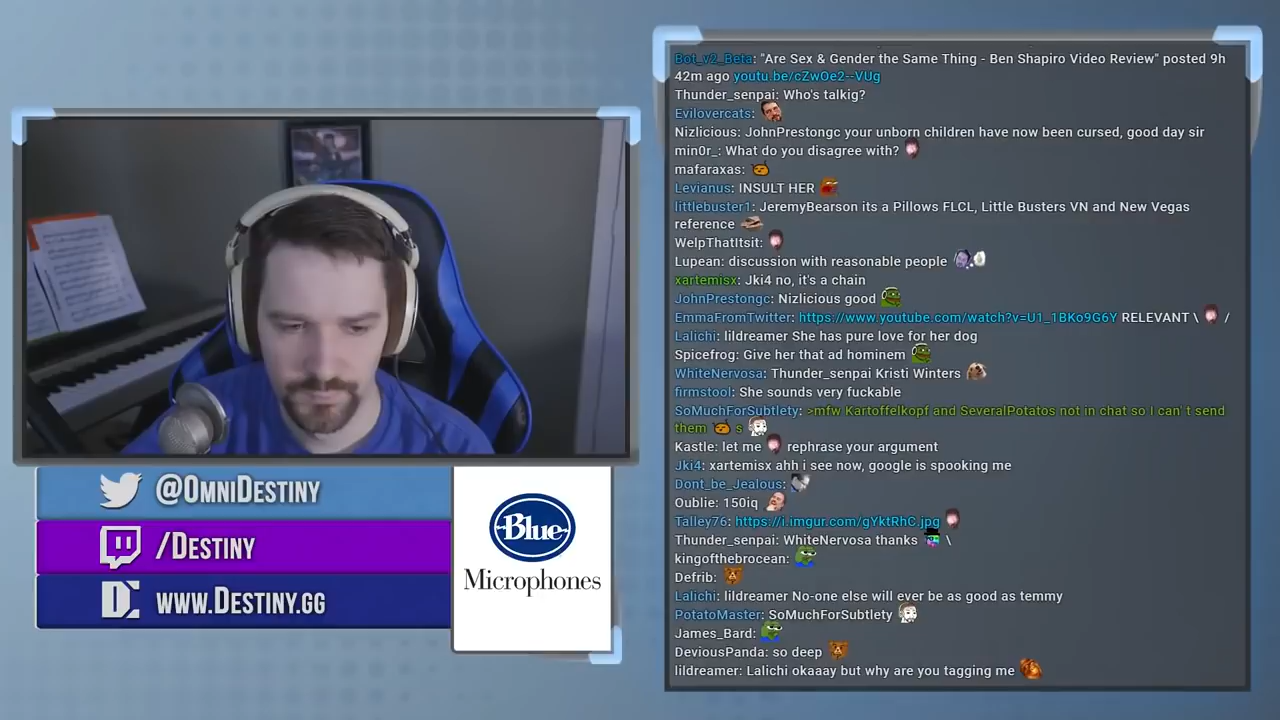 Bot_v2_Beta: "Are Sex & Gender the Same Thing - Ben Shapiro Video Review" posted 9h
42m ago youtu.be/cZwOe2--VUg
Thunder_senpai: Who's talkig?
Evilovercats:
Nizlicious: JohnPrestongc your unborn children have now been cursed, good day sir
min0r_: What do you disagree with?
mafaraxas:
Levianus: INSULT HER
littlebuster1: JeremyBearson its a Pillows FLCL, Little Busters VN and New Vegas
reference
WelpThatItsit:
Lupean: discussion with reasonable people
xartemisx: Jki4 no, it's a chain
JohnPrestongc: Nizlicious good
EmmaFromTwitter: https://www.youtube.com/watch?v=U1_1BKo9G6Y RELEVANT \ /
Lalichi: lildreamer She has pure love for her dog
Spicefrog: Give her that ad hominem
WhiteNervosa: Thunder_senpai Kristi Winters
firmstool: She sounds very fuckable
SoMuchForSubtlety: >mfw Kartoffelkopf and SeveralPotatos not in chat so I can't send
them s
Kastle: let me rephrase your argument
Jki4: xartemisx ahh i see now, google is spooking me
Dont_be_Jealous:
Oublie: 150iq
Talley76: https://i.imgur.com/gYktRhC.jpg
Thunder_senpai: WhiteNervosa thanks \
kingofthebrocean:
Defrib:
Lalichi: lildreamer No-one else will ever be as good as temmy
PotatoMaster: SoMuchForSubtlety
James_Bard:
DeviousPanda: so deep
lildreamer: Lalichi okaaay but why are you tagging me
@OmniDestiny
/Destiny
www.Destiny.gg
Blue
Microphones